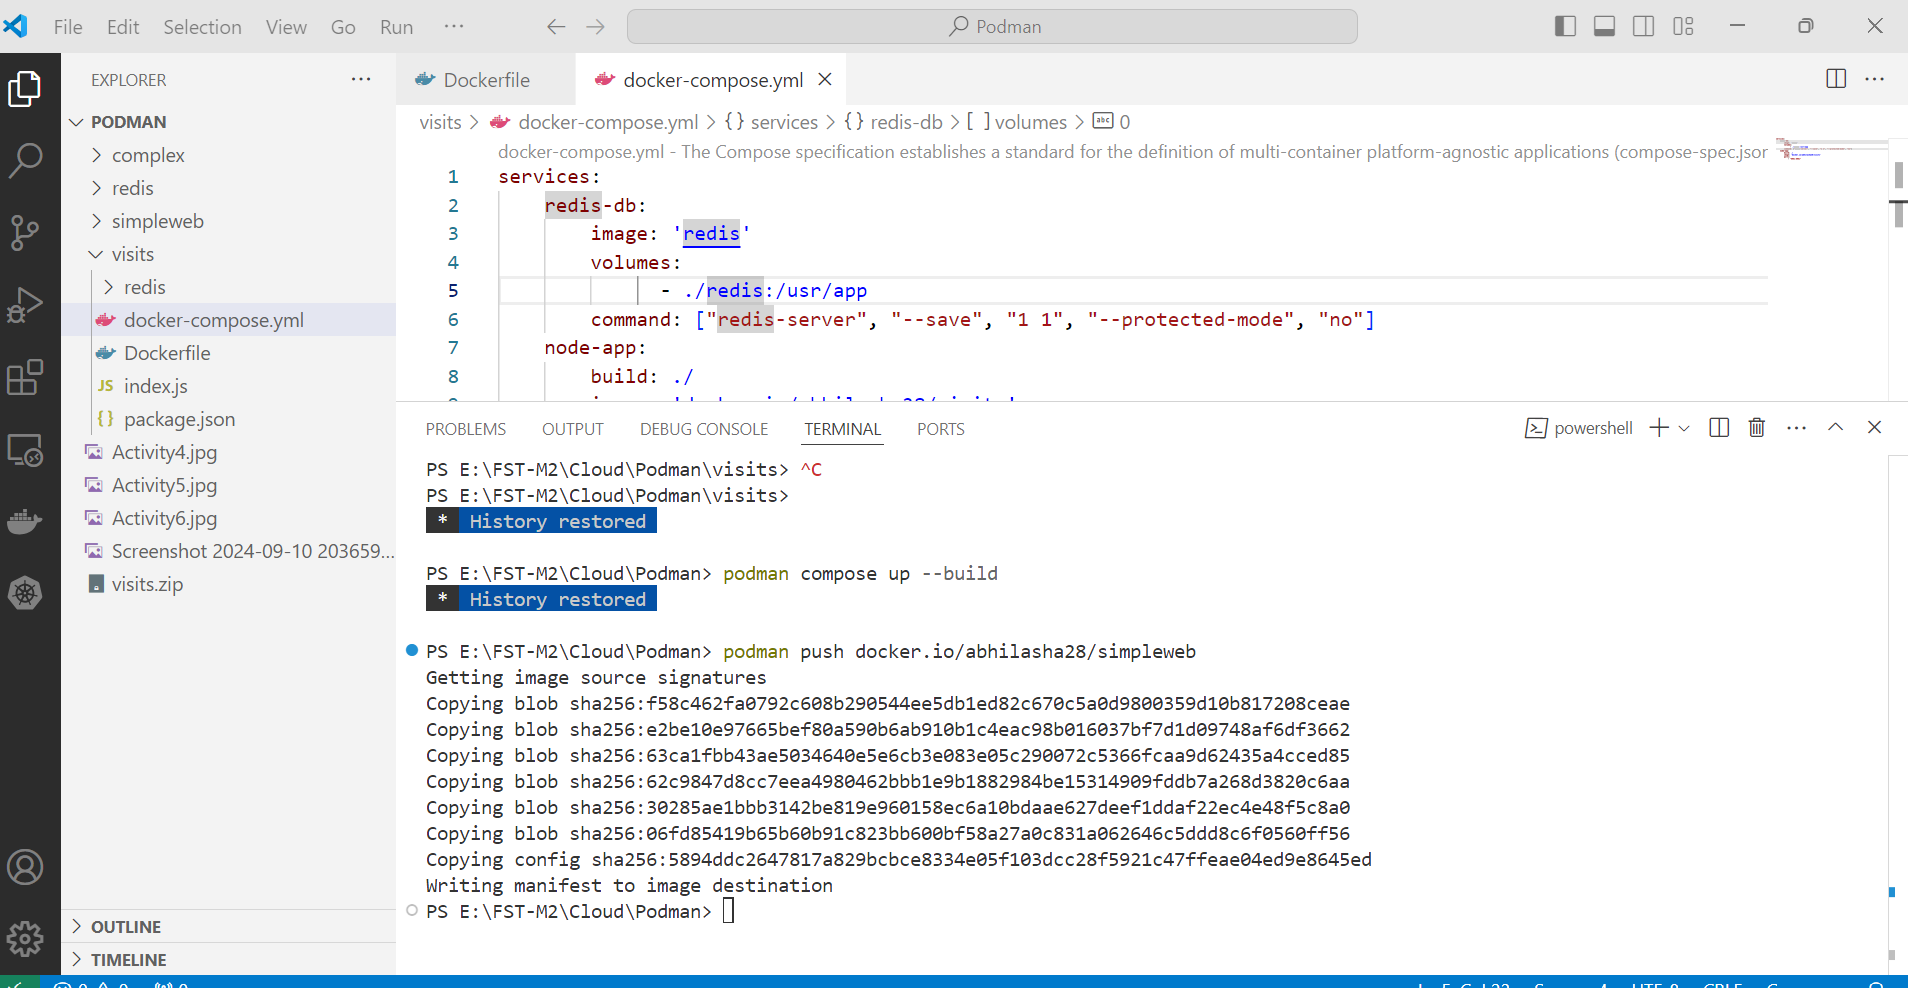 File Edit Selection View Go Run ··· Podman
EXPLORER ···
PODMAN
complex
redis
simpleweb
visits
redis
docker-compose.yml
Dockerfile
JS index.js
{} package.json
Activity4.jpg
Activity5.jpg
Activity6.jpg
Screenshot 2024-09-10 203659...
visits.zip
OUTLINE
TIMELINE
Dockerfile docker-compose.yml
visits > docker-compose.yml > {} services > {} redis-db > [ ] volumes > abc 0
docker-compose.yml - The Compose specification establishes a standard for the definition of multi-container platform-agnostic applications (compose-spec.json
1 services:
2 redis-db:
3 image: 'redis'
4 volumes:
5 - ./redis:/usr/app
6 command: ["redis-server", "--save", "1 1", "--protected-mode", "no"]
7 node-app:
8 build: ./
PROBLEMS OUTPUT DEBUG CONSOLE TERMINAL PORTS powershell ···
PS E:\FST-M2\Cloud\Podman\visits> ^C
PS E:\FST-M2\Cloud\Podman\visits>
* History restored
PS E:\FST-M2\Cloud\Podman> podman compose up --build
* History restored
PS E:\FST-M2\Cloud\Podman> podman push docker.io/abhilasha28/simpleweb
Getting image source signatures
Copying blob sha256:f58c462fa0792c608b290544ee5db1ed82c670c5a0d9800359d10b817208ceae
Copying blob sha256:e2be10e97665bef80a590b6ab910b1c4eac98b016037bf7d1d09748af6df3662
Copying blob sha256:63ca1fbb43ae5034640e5e6cb3e083e05c290072c5366fcaa9d62435a4cced85
Copying blob sha256:62c9847d8cc7eea4980462bbb1e9b1882984be15314909fddb7a268d3820c6aa
Copying blob sha256:30285ae1bbb3142be819e960158ec6a10bdaae627deef1ddaf22ec4e48f5c8a0
Copying blob sha256:06fd85419b65b60b91c823bb600bf58a27a0c831a062646c5ddd8c6f0560ff56
Copying config sha256:5894ddc2647817a829bcbce8334e05f103dcc28f5921c47ffeae04ed9e8645ed
Writing manifest to image destination
PS E:\FST-M2\Cloud\Podman>